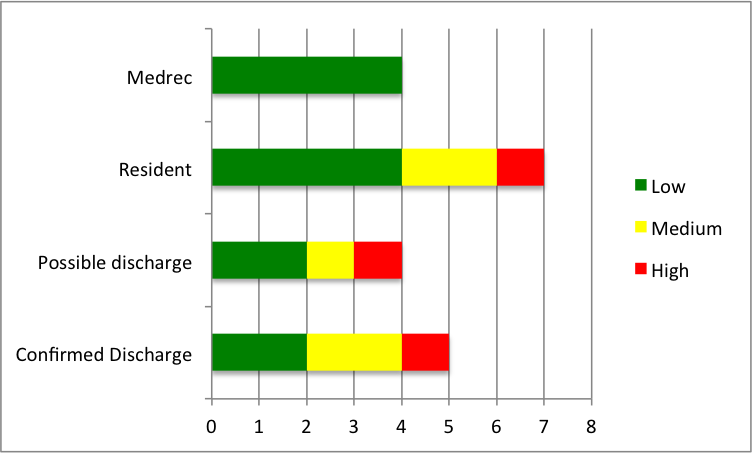 Medrec
Resident
Possible discharge
Confirmed Discharge
0 1 2 3 4 5 6 7 8
Low
Medium
High